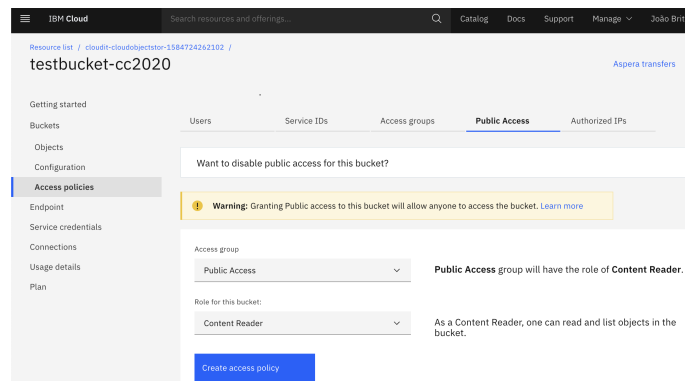 IBM Cloud
Search resources and offerings...
Catalog
Docs
Support
Manage
João Brit
Resource list / cloudit-cloudobjectstor-1584724262102 /
testbucket-cc2020
Aspera transfers
Getting started
Buckets
Objects
Configuration
Access policies
Endpoint
Service credentials
Connections
Usage details
Plan
Users
Service IDs
Access groups
Public Access
Authorized IPs
Want to disable public access for this bucket?
Warning: Granting Public access to this bucket will allow anyone to access the bucket. Learn more
Access group
Public Access
Public Access group will have the role of Content Reader.
Role for this bucket:
Content Reader
As a Content Reader, one can read and list objects in the
bucket.
Create access policy